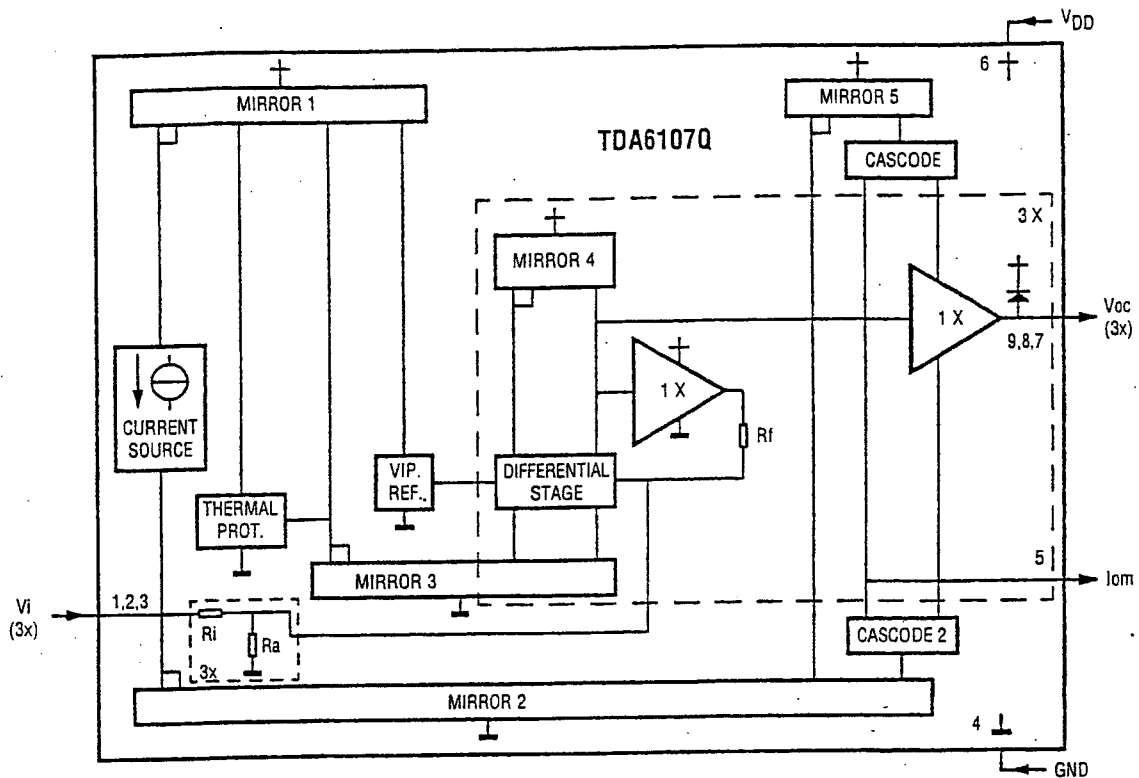 VDD
6
MIRROR 1
MIRROR 5
TDA6107Q
CASCODE
3 X
MIRROR 4
1 X
Voc
(3x)
9,8,7
1 X
CURRENT
SOURCE
Rf
VIP.
REF.
DIFFERENTIAL
STAGE
THERMAL
PROT.
5
MIRROR 3
Iom
Vi
(3x)
1,2,3
Ri
Ra
3x
CASCODE 2
MIRROR 2
4
GND